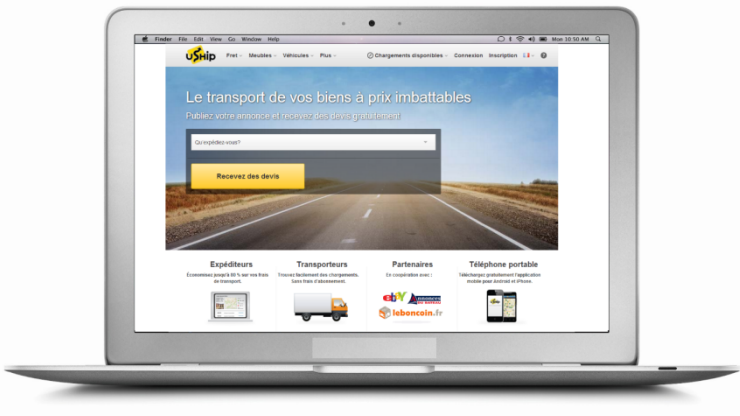 Finder File Edit View Go Window Help
Mon 10:50 AM
uShip Fret Meubles Véhicules Plus Chargements disponibles Connexion Inscription
Le transport de vos biens à prix imbattables
Publiez votre annonce et recevez des devis gratuitement
Qu'expédiez-vous?
Recevez des devis
Expéditeurs
Économisez jusqu'à 80 % sur vos frais
de transport.
Transporteurs
Trouvez facilement des chargements.
Sans frais d'abonnement.
Partenaires
En coopération avec :
ebay
leboncoin.fr
Téléphone portable
Téléchargez gratuitement l'application
mobile pour Android et iPhone.